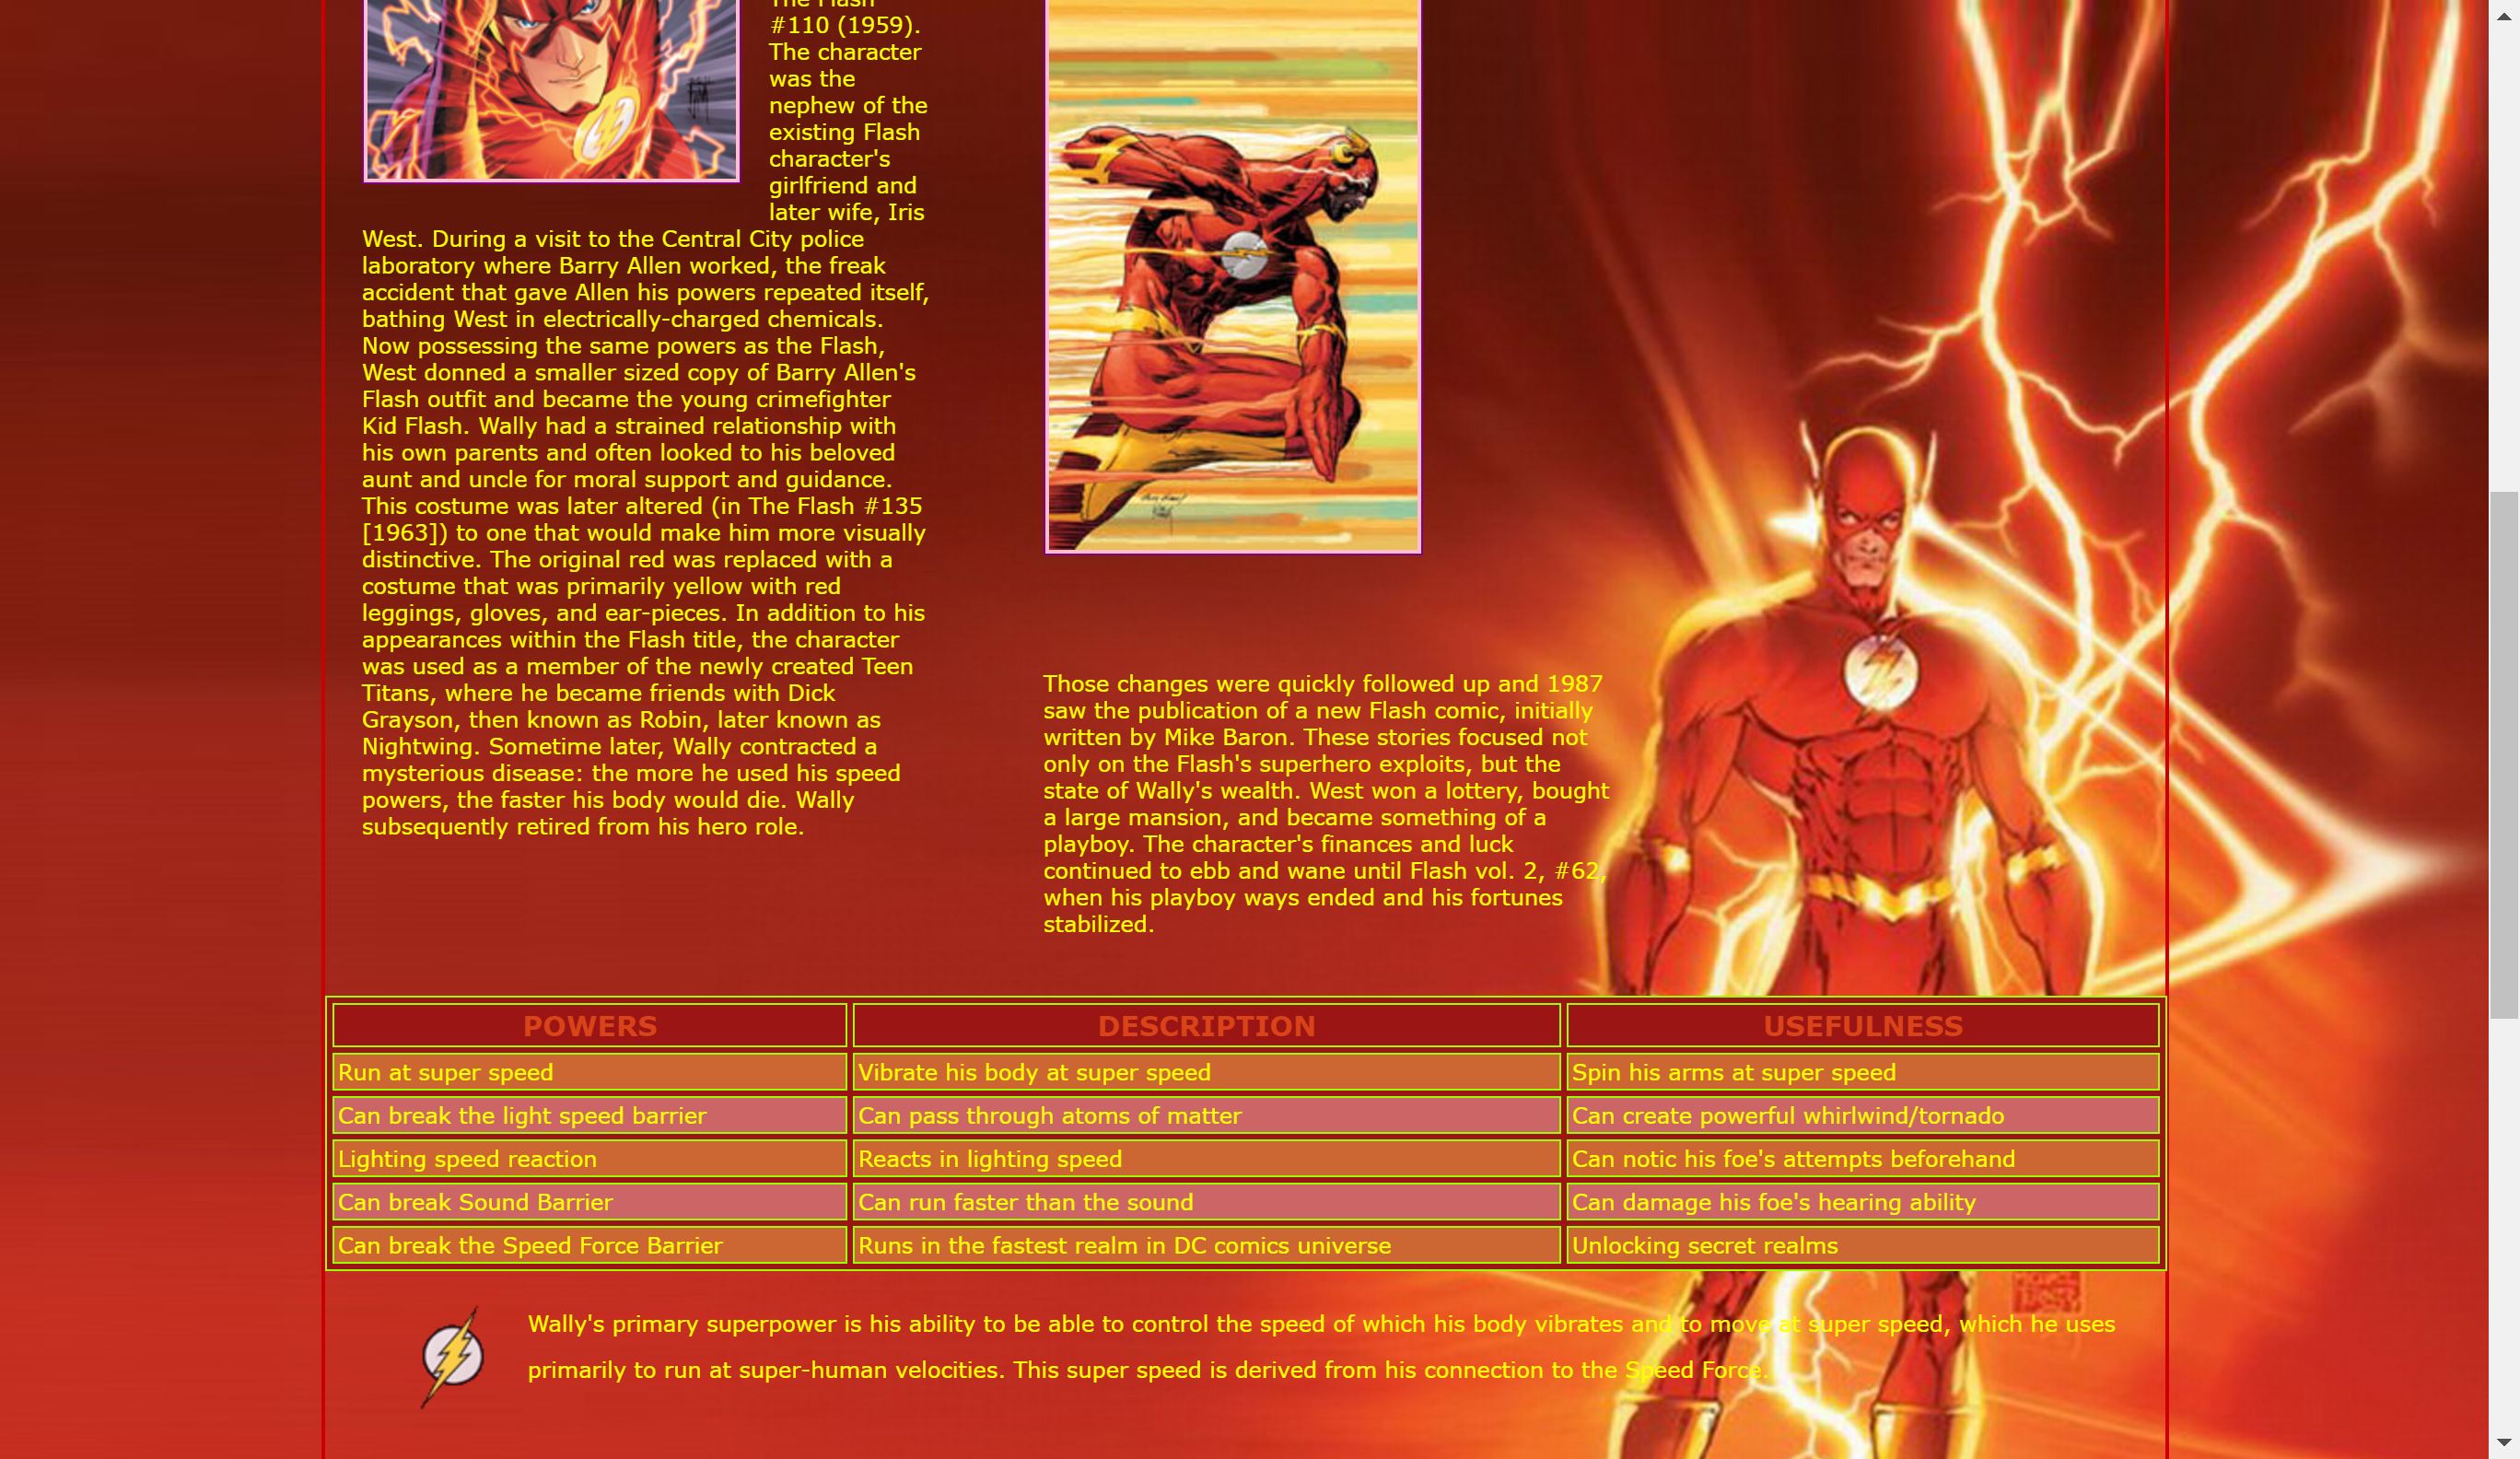 The Flash
#110 (1959).
The character
was the
nephew of the
existing Flash
character's
girlfriend and
later wife, Iris
West. During a visit to the Central City police
laboratory where Barry Allen worked, the freak
accident that gave Allen his powers repeated itself,
bathing West in electrically-charged chemicals.
Now possessing the same powers as the Flash,
West donned a smaller sized copy of Barry Allen's
Flash outfit and became the young crimefighter
Kid Flash. Wally had a strained relationship with
his own parents and often looked to his beloved
aunt and uncle for moral support and guidance.
This costume was later altered (in The Flash #135
[1963]) to one that would make him more visually
distinctive. The original red was replaced with a
costume that was primarily yellow with red
leggings, gloves, and ear-pieces. In addition to his
appearances within the Flash title, the character
was used as a member of the newly created Teen
Titans, where he became friends with Dick
Grayson, then known as Robin, later known as
Nightwing. Sometime later, Wally contracted a
mysterious disease: the more he used his speed
powers, the faster his body would die. Wally
subsequently retired from his hero role.
Those changes were quickly followed up and 1987
saw the publication of a new Flash comic, initially
written by Mike Baron. These stories focused not
only on the Flash's superhero exploits, but the
state of Wally's wealth. West won a lottery, bought
a large mansion, and became something of a
playboy. The character's finances and luck
continued to ebb and wane until Flash vol. 2, #62,
when his playboy ways ended and his fortunes
stabilized.
POWERS DESCRIPTION USEFULNESS
Run at super speed Vibrate his body at super speed Spin his arms at super speed
Can break the light speed barrier Can pass through atoms of matter Can create powerful whirlwind/tornado
Lighting speed reaction Reacts in lighting speed Can notic his foe's attempts beforehand
Can break Sound Barrier Can run faster than the sound Can damage his foe's hearing ability
Can break the Speed Force Barrier Runs in the fastest realm in DC comics universe Unlocking secret realms
Wally's primary superpower is his ability to be able to control the speed of which his body vibrates and to move at super speed, which he uses
primarily to run at super-human velocities. This super speed is derived from his connection to the Speed Force.